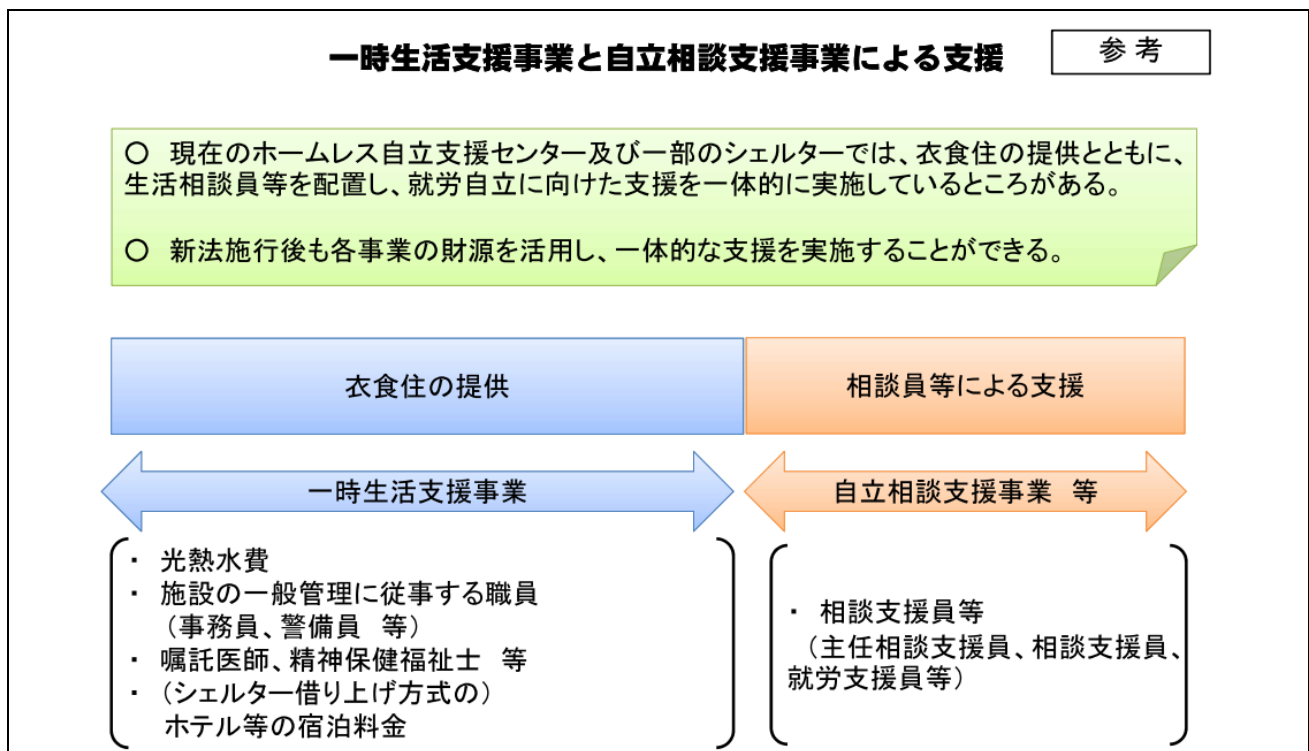 一時生活支援事業と自立相談支援事業による支援
参 考
○ 現在のホームレス自立支援センター及び一部のシェルターでは、衣食住の提供とともに、
生活相談員等を配置し、就労自立に向けた支援を一体的に実施しているところがある。
○ 新法施行後も各事業の財源を活用し、一体的な支援を実施することができる。
衣食住の提供
相談員等による支援
一時生活支援事業
自立相談支援事業 等
・ 光熱水費
・ 施設の一般管理に従事する職員
（事務員、警備員 等）
・ 嘱託医師、精神保健福祉士 等
・ （シェルター借り上げ方式の）
ホテル等の宿泊料金
・ 相談支援員等
（主任相談支援員、相談支援員、
就労支援員等）